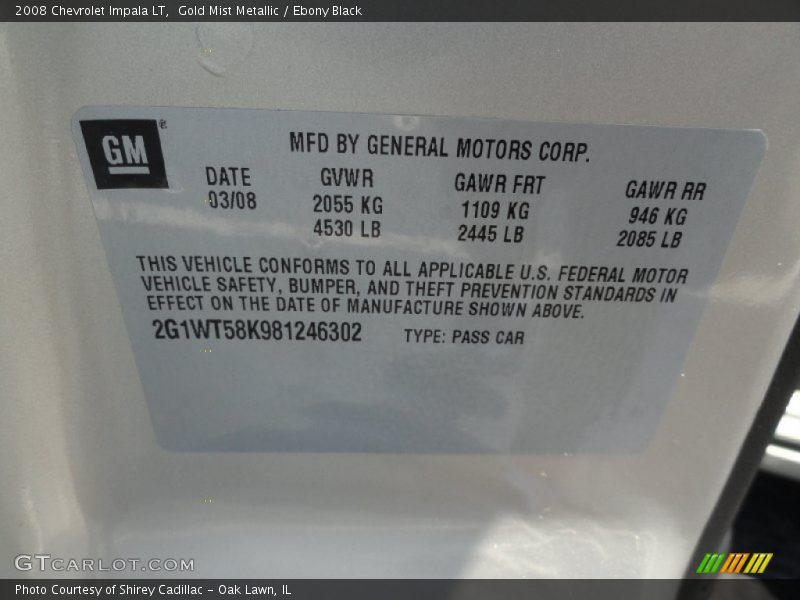 2008 Chevrolet Impala LT, Gold Mist Metallic / Ebony Black
GM®
MFD BY GENERAL MOTORS CORP.
DATE GVWR GAWR FRT GAWR RR
03/08 2055 KG 1109 KG 946 KG
4530 LB 2445 LB 2085 LB
THIS VEHICLE CONFORMS TO ALL APPLICABLE U.S. FEDERAL MOTOR
VEHICLE SAFETY, BUMPER, AND THEFT PREVENTION STANDARDS IN
EFFECT ON THE DATE OF MANUFACTURE SHOWN ABOVE.
2G1WT58K981246302 TYPE: PASS CAR
GTCARLOT.COM
Photo Courtesy of Shirey Cadillac - Oak Lawn, IL